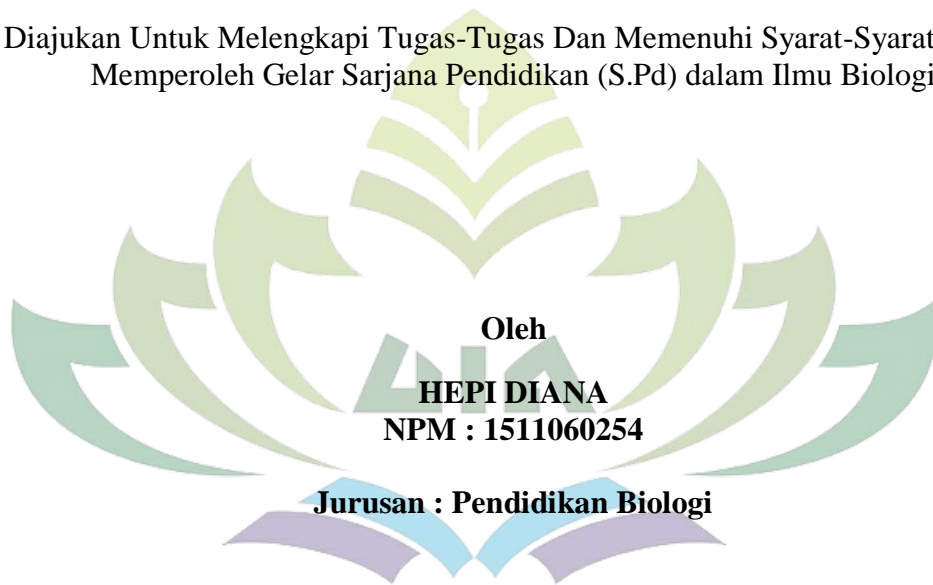 Diajukan Untuk Melengkapi Tugas-Tugas Dan Memenuhi Syarat-Syarat
Memperoleh Gelar Sarjana Pendidikan (S.Pd) dalam Ilmu Biologi
Oleh
HEPI DIANA
NPM : 1511060254
Jurusan : Pendidikan Biologi